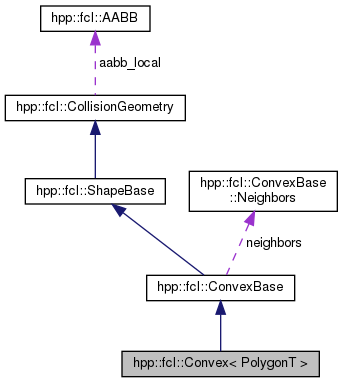 hpp::fcl::AABB
aabb_local
hpp::fcl::CollisionGeometry
hpp::fcl::ShapeBase
hpp::fcl::ConvexBase
::Neighbors
neighbors
hpp::fcl::ConvexBase
hpp::fcl::Convex< PolygonT >